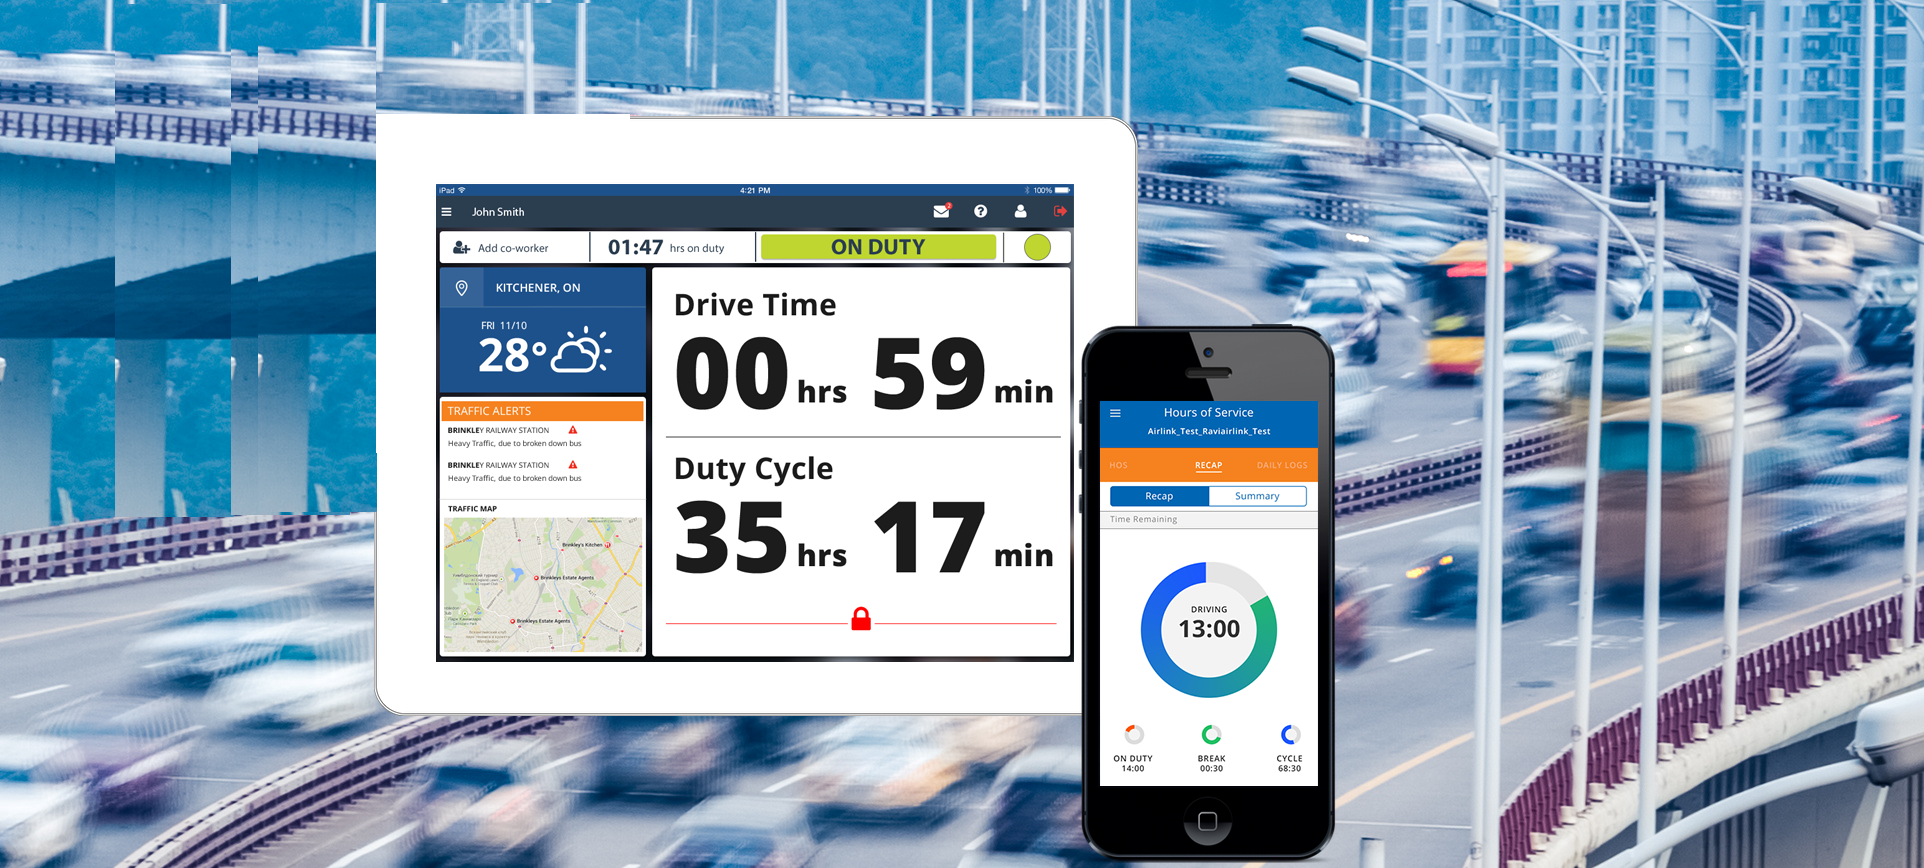 iPad 4:21 PM 100%
John Smith 2
Add co-worker 01:47 hrs on duty ON DUTY
KITCHENER, ON
FRI 11/10
28°
TRAFFIC ALERTS
BRINKLEY RAILWAY STATION
Heavy Traffic, due to broken down bus
BRINKLEY RAILWAY STATION
Heavy Traffic, due to broken down bus
TRAFFIC MAP
Brinkley's Kitchen
Brinkleys Estate Agents
Brinkleys Estate Agents
Drive Time
00 hrs 59 min
Duty Cycle
35 hrs 17 min
Hours of Service
Airlink_Test_Raviairlink_Test
HOS RECAP DAILY LOGS
Recap Summary
Time Remaining
DRIVING
13:00
ON DUTY BREAK CYCLE
14:00 00:30 68:30